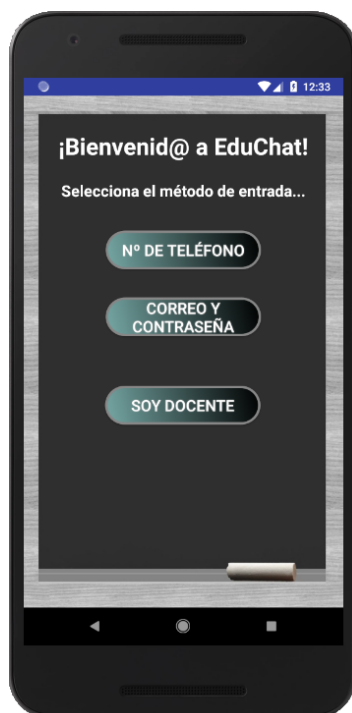 12:33
¡Bienvenid@ a EduChat!
Selecciona el método de entrada...
Nº DE TELÉFONO
CORREO Y
CONTRASEÑA
SOY DOCENTE